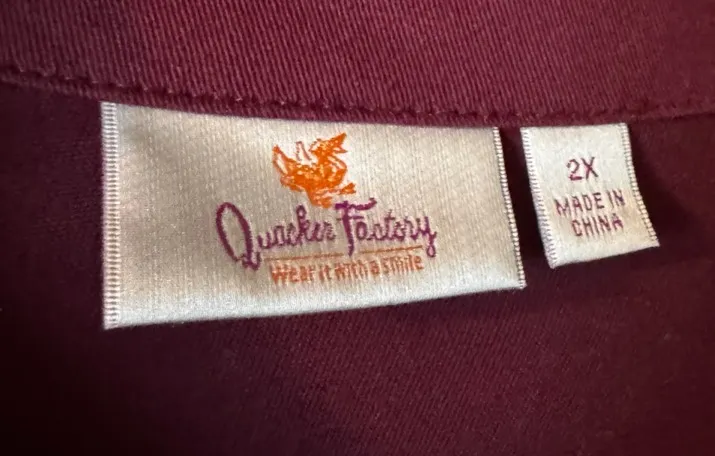 Quacker Factory
Wear it with a smile
2X
MADE IN
CHINA